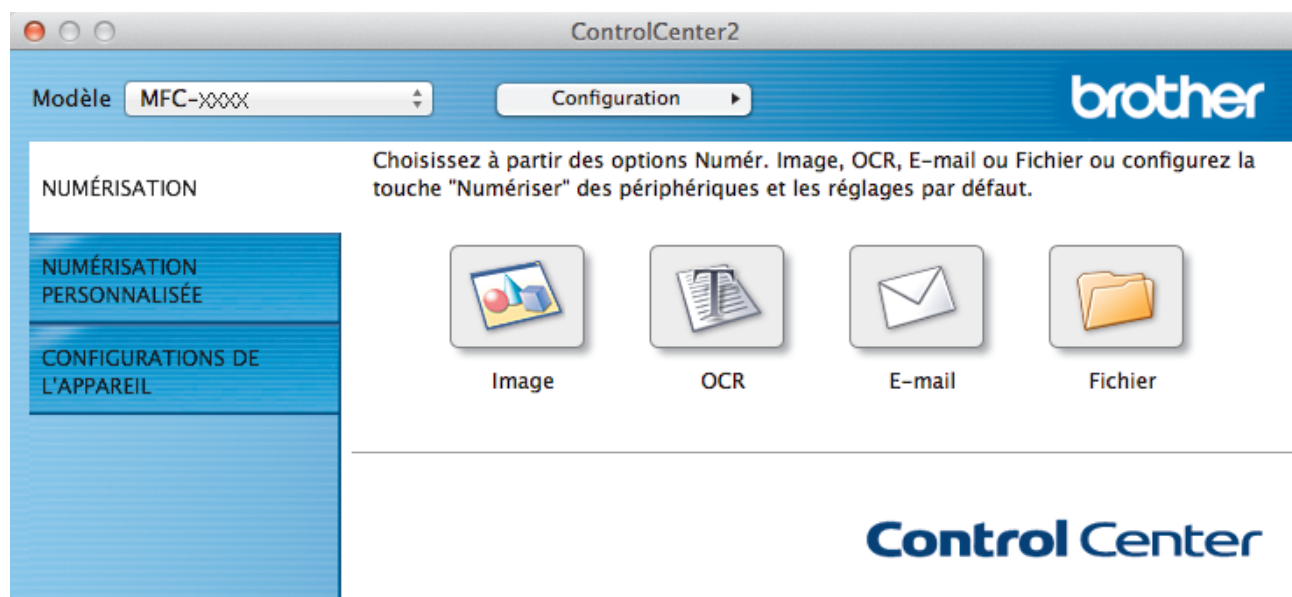 ControlCenter2
Modèle MFC-XXXX Configuration brother
NUMÉRISATION
NUMÉRISATION
PERSONNALISÉE
CONFIGURATIONS DE
L'APPAREIL
Choisissez à partir des options Numér. Image, OCR, E-mail ou Fichier ou configurez la
touche "Numériser" des périphériques et les réglages par défaut.
Image OCR E-mail Fichier
Control Center